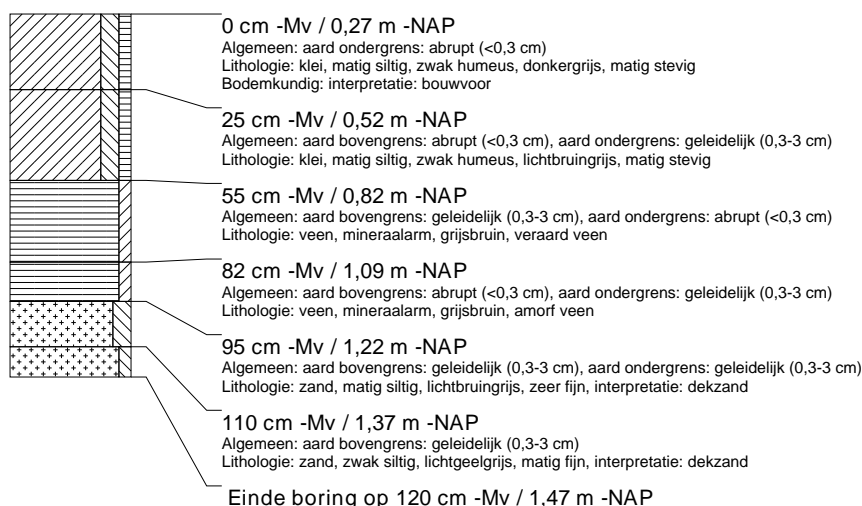 0 cm -Mv / 0,27 m -NAP
Algemeen: aard ondergrens: abrupt (<0,3 cm)
Lithologie: klei, matig siltig, zwak humeus, donkergrijs, matig stevig
Bodemkundig: interpretatie: bouwvoor
25 cm -Mv / 0,52 m -NAP
Algemeen: aard bovengrens: abrupt (<0,3 cm), aard ondergrens: geleidelijk (0,3-3 cm)
Lithologie: klei, matig siltig, zwak humeus, lichtbruingrijs, matig stevig
55 cm -Mv / 0,82 m -NAP
Algemeen: aard bovengrens: geleidelijk (0,3-3 cm), aard ondergrens: abrupt (<0,3 cm)
Lithologie: veen, mineraalarm, grijsbruin, veraard veen
82 cm -Mv / 1,09 m -NAP
Algemeen: aard bovengrens: abrupt (<0,3 cm), aard ondergrens: geleidelijk (0,3-3 cm)
Lithologie: veen, mineraalarm, grijsbruin, amorf veen
95 cm -Mv / 1,22 m -NAP
Algemeen: aard bovengrens: geleidelijk (0,3-3 cm), aard ondergrens: geleidelijk (0,3-3 cm)
Lithologie: zand, matig siltig, lichtbruingrijs, zeer fijn, interpretatie: dekzand
110 cm -Mv / 1,37 m -NAP
Algemeen: aard bovengrens: geleidelijk (0,3-3 cm)
Lithologie: zand, zwak siltig, lichtgeelgrijs, matig fijn, interpretatie: dekzand
Einde boring op 120 cm -Mv / 1,47 m -NAP